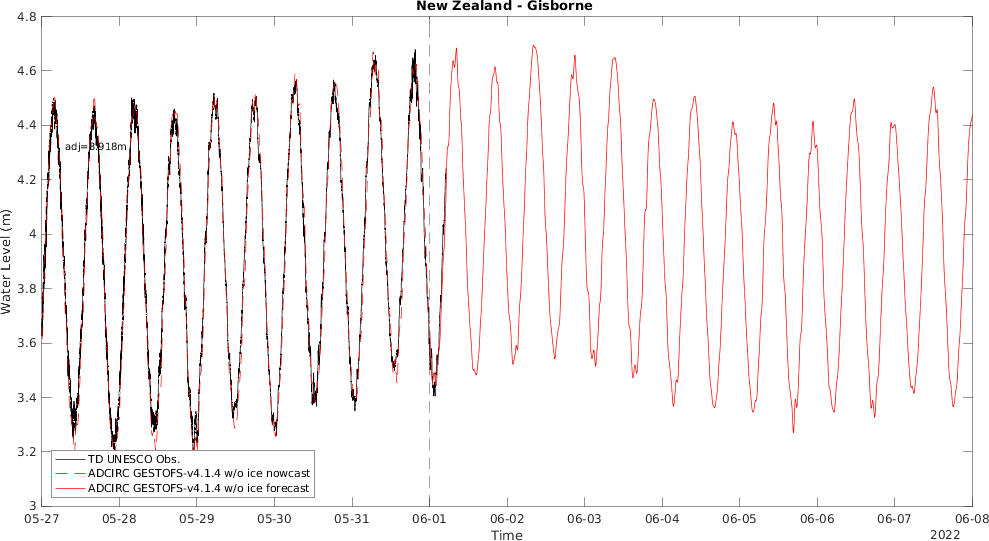 New Zealand - Gisborne
4.8
4.6
4.4
4.2
4
3.8
3.6
3.4
3.2
3
Water Level (m)
adj=3.918m
TD UNESCO Obs.
ADCIRC GESTOFS-v4.1.4 w/o ice nowcast
ADCIRC GESTOFS-v4.1.4 w/o ice forecast
05-27 05-28 05-29 05-30 05-31 06-01 06-02 06-03 06-04 06-05 06-06 06-07 06-08
Time
2022